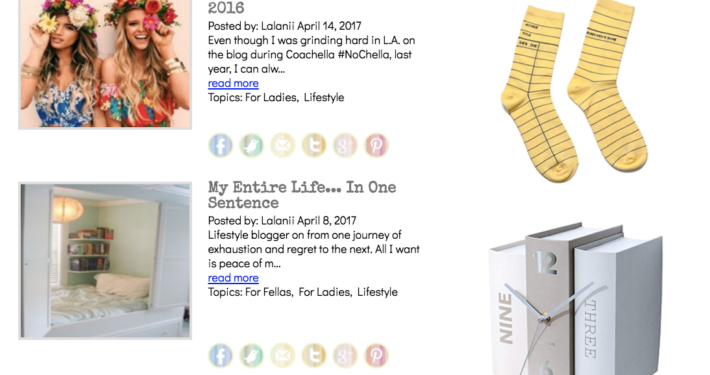 2016
Posted by: Lalanii April 14, 2017
Even though I was grinding hard in L.A. on
the blog during Coachella #NoChella, last
year, I can alw...
read more
Topics: For Ladies, Lifestyle
My Entire Life... In One
Sentence
Posted by: Lalanii April 8, 2017
Lifestyle blogger on from one journey of
exhaustion and regret to the next. All I want
is peace of m...
read more
Topics: For Fellas, For Ladies, Lifestyle
12
NINE
THREE
6